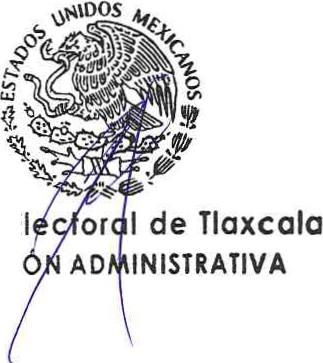 ESTADOS UNIDOS MEXICANOS
lectoral de Tlaxcala
ÓN ADMINISTRATIVA